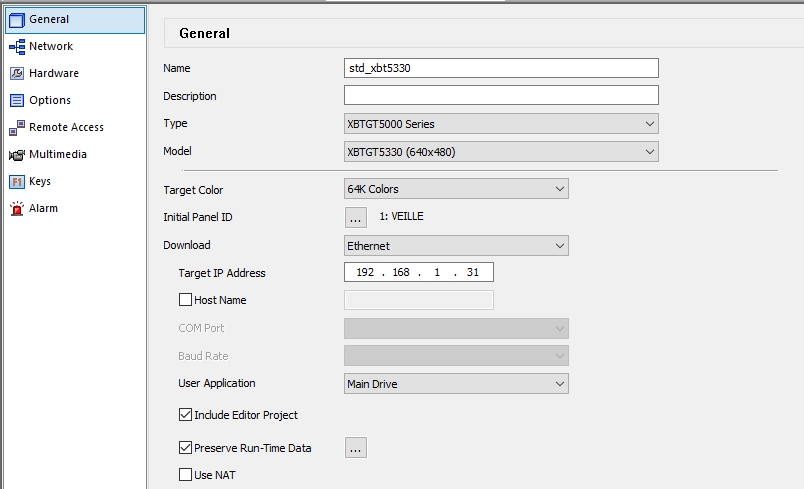 General
Network
Hardware
Options
Remote Access
Multimedia
F1 Keys
Alarm
General
Name std_xbt5330
Description
Type XBTGT5000 Series
Model XBTGT5330 (640x480)
Target Color 64K Colors
Initial Panel ID ... 1: VEILLE
Download Ethernet
Target IP Address 192 . 168 . 1 . 31
Host Name
COM Port
Baud Rate
User Application Main Drive
Include Editor Project
Preserve Run-Time Data ...
Use NAT